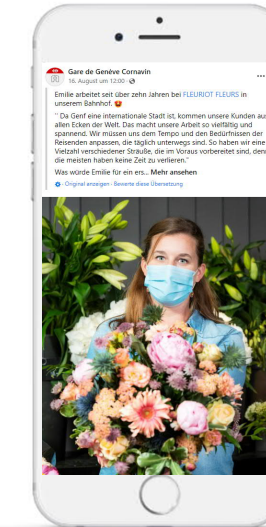 Gare de Genève Cornavin
16. August um 12:00 ·
Emilie arbeitet seit über zehn Jahren bei FLEURIOT FLEURS in
unserem Bahnhof.
" Da Genf eine internationale Stadt ist, kommen unsere Kunden aus
allen Ecken der Welt. Das macht unsere Arbeit so vielfältig und
spannend. Wir müssen uns dem Tempo und den Bedürfnissen der
Reisenden anpassen, die täglich unterwegs sind. So haben wir eine
Vielzahl verschiedener Sträuße, die im Voraus vorbereitet sind, denn
die meisten haben keine Zeit zu verlieren."
Was würde Emilie für ein ers... Mehr ansehen
· Original anzeigen · Bewerte diese Übersetzung